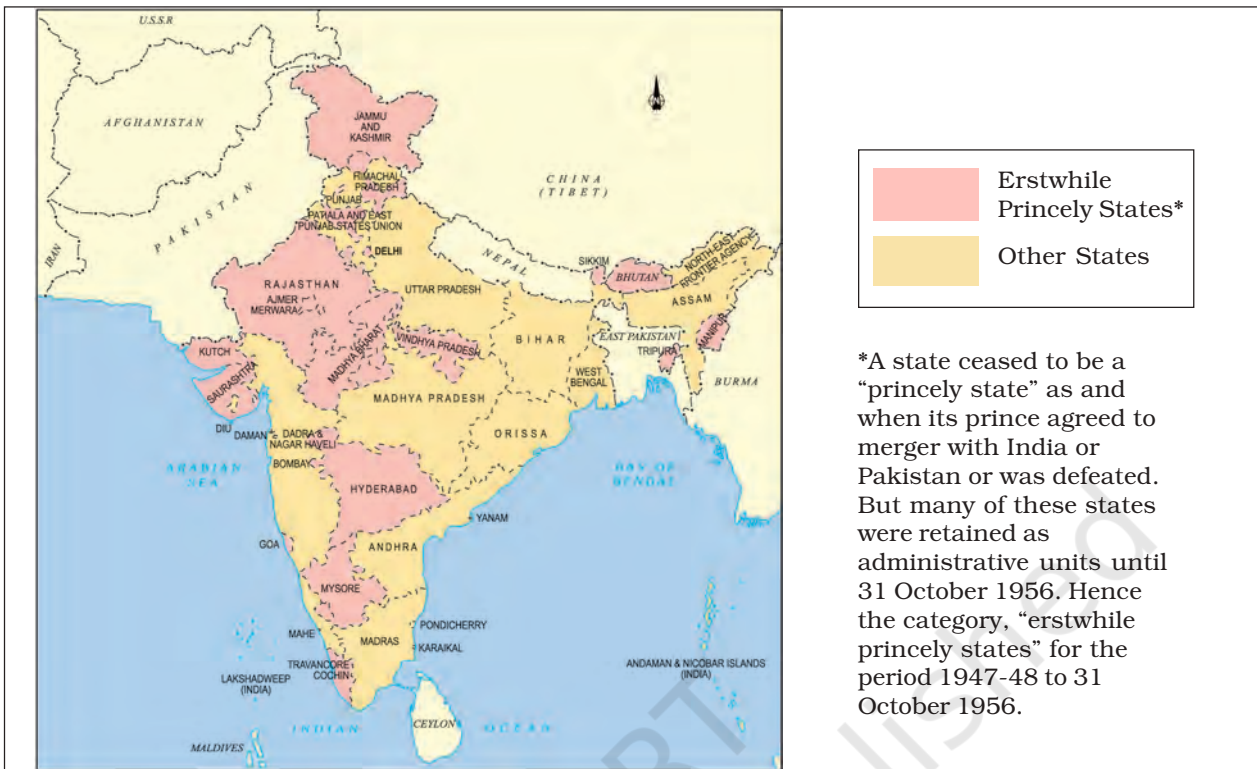 U.S.S.R
AFGHANISTAN
JAMMU
AND
KASHMIR
N
CHINA
(TIBET)
HIMACHAL
PRADESH
PUNJAB
PATIALA AND EAST
PUNJAB STATES UNION
PAKISTAN
IRAN
DELHI
NEPAL
SIKKIM
BHUTAN
NORTH-EAST
FRONTIER AGENCY
RAJASTHAN
AJMER
MERWARA
UTTAR PRADESH
ASSAM
BIHAR
EAST PAKISTAN
MANIPUR
KUTCH
MADHYA BHARAT
VINDHYA PRADESH
TRIPURA
SAURASHTRA
WEST
BENGAL
BURMA
MADHYA PRADESH
DIU
DAMAN
DADRA &
NAGAR HAVELI
ORISSA
BOMBAY
ARABIAN
SEA
BAY OF
BENGAL
HYDERABAD
YANAM
GOA
ANDHRA
MYSORE
MAHE
MADRAS
PONDICHERRY
KARAIKAL
TRAVANCORE
COCHIN
LAKSHADWEEP
(INDIA)
ANDAMAN & NICOBAR ISLANDS
(INDIA)
CEYLON
INDIAN OCEAN
MALDIVES
Erstwhile
Princely States*
Other States
*A state ceased to be a
“princely state” as and
when its prince agreed to
merger with India or
Pakistan or was defeated.
But many of these states
were retained as
administrative units until
31 October 1956. Hence
the category, “erstwhile
princely states” for the
period 1947-48 to 31
October 1956.